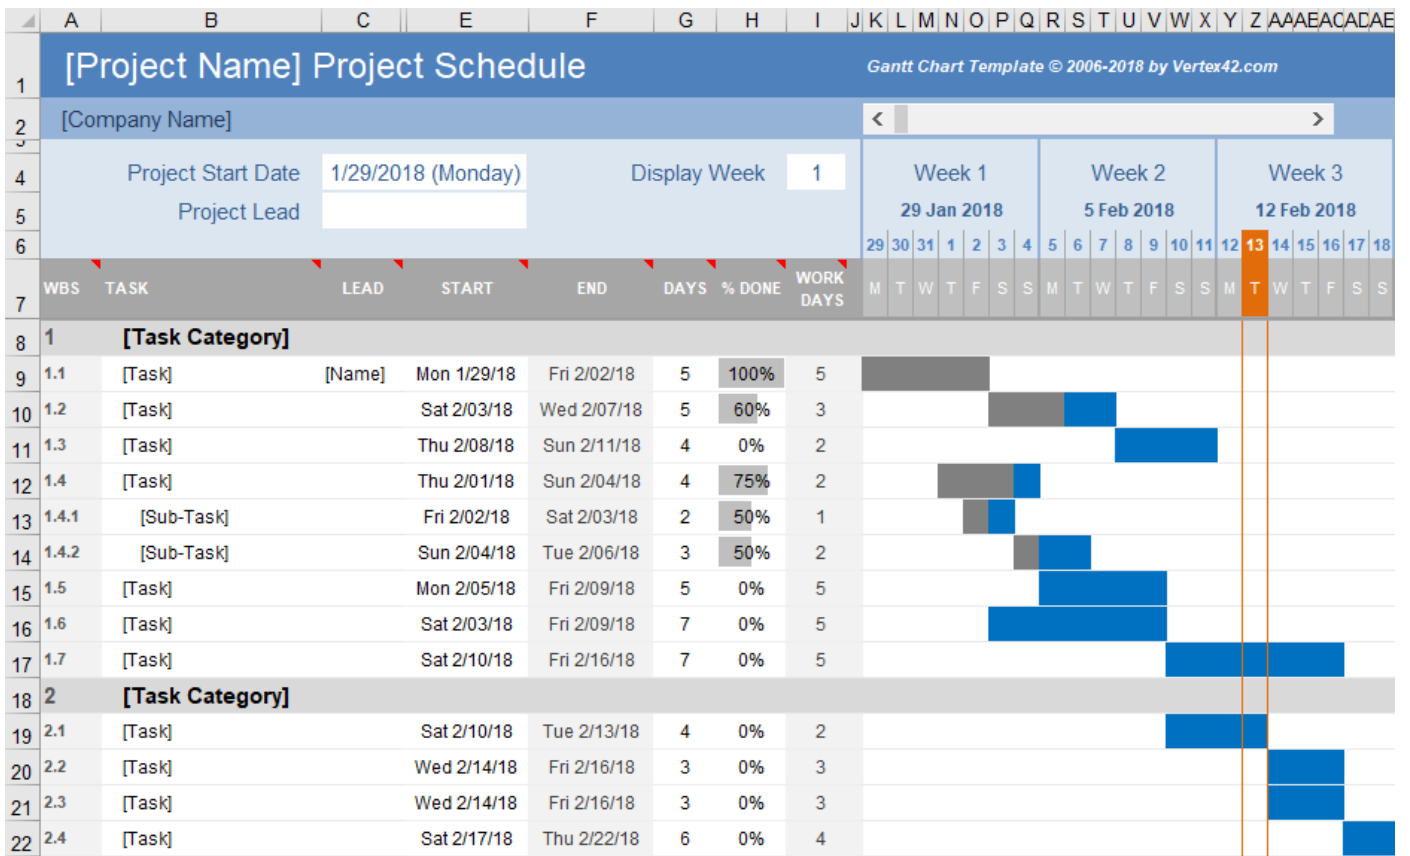 A B C E F G H I J K L M N O P Q R S T U V W X Y Z AA AB AC AD AE
1 [Project Name] Project Schedule Gantt Chart Template © 2006-2018 by Vertex42.com
2 [Company Name] < >
3
4 Project Start Date 1/29/2018 (Monday) Display Week 1 Week 1 Week 2 Week 3
5 Project Lead 29 Jan 2018 5 Feb 2018 12 Feb 2018
6 29 30 31 1 2 3 4 5 6 7 8 9 10 11 12 13 14 15 16 17 18
7 WBS TASK LEAD START END DAYS % DONE WORK DAYS M T W T F S S M T W T F S S M T W T F S S
8 1 [Task Category]
9 1.1 [Task] [Name] Mon 1/29/18 Fri 2/02/18 5 100% 5
10 1.2 [Task] Sat 2/03/18 Wed 2/07/18 5 60% 3
11 1.3 [Task] Thu 2/08/18 Sun 2/11/18 4 0% 2
12 1.4 [Task] Thu 2/01/18 Sun 2/04/18 4 75% 2
13 1.4.1 [Sub-Task] Fri 2/02/18 Sat 2/03/18 2 50% 1
14 1.4.2 [Sub-Task] Sun 2/04/18 Tue 2/06/18 3 50% 2
15 1.5 [Task] Mon 2/05/18 Fri 2/09/18 5 0% 5
16 1.6 [Task] Sat 2/03/18 Fri 2/09/18 7 0% 5
17 1.7 [Task] Sat 2/10/18 Fri 2/16/18 7 0% 5
18 2 [Task Category]
19 2.1 [Task] Sat 2/10/18 Tue 2/13/18 4 0% 2
20 2.2 [Task] Wed 2/14/18 Fri 2/16/18 3 0% 3
21 2.3 [Task] Wed 2/14/18 Fri 2/16/18 3 0% 3
22 2.4 [Task] Sat 2/17/18 Thu 2/22/18 6 0% 4